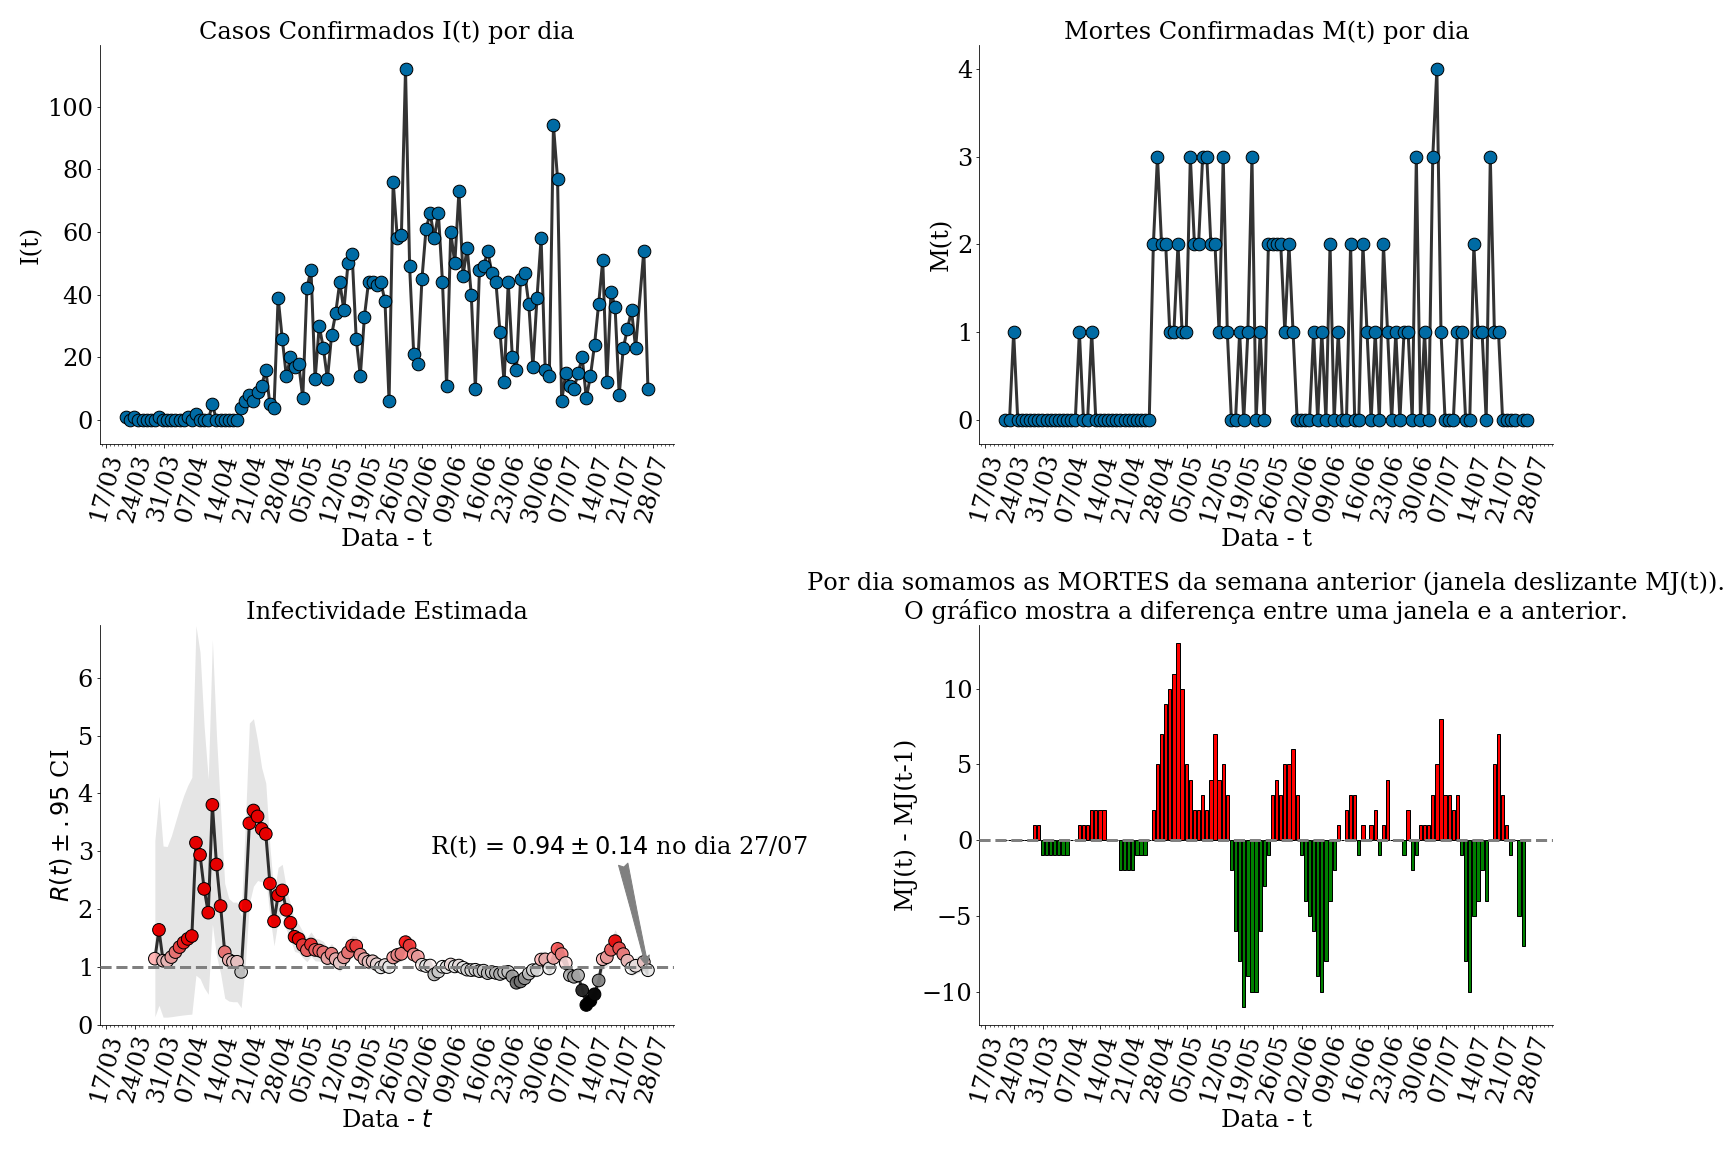 Casos Confirmados I(t) por dia
I(t)
100
80
60
40
20
0
17/03 24/03 31/03 07/04 14/04 21/04 28/04 05/05 12/05 19/05 26/05 02/06 09/06 16/06 23/06 30/06 07/07 14/07 21/07 28/07
Data - t
Mortes Confirmadas M(t) por dia
M(t)
4
3
2
1
0
17/03 24/03 31/03 07/04 14/04 21/04 28/04 05/05 12/05 19/05 26/05 02/06 09/06 16/06 23/06 30/06 07/07 14/07 21/07 28/07
Data - t
Infectividade Estimada
R(t) ± .95 CI
6
5
4
3
2
1
0
R(t) = 0.94 ± 0.14 no dia 27/07
17/03 24/03 31/03 07/04 14/04 21/04 28/04 05/05 12/05 19/05 26/05 02/06 09/06 16/06 23/06 30/06 07/07 14/07 21/07 28/07
Data - t
Por dia somamos as MORTES da semana anterior (janela deslizante MJ(t)).
O gráfico mostra a diferença entre uma janela e a anterior.
MJ(t) - MJ(t-1)
10
5
0
−5
−10
17/03 24/03 31/03 07/04 14/04 21/04 28/04 05/05 12/05 19/05 26/05 02/06 09/06 16/06 23/06 30/06 07/07 14/07 21/07 28/07
Data - t